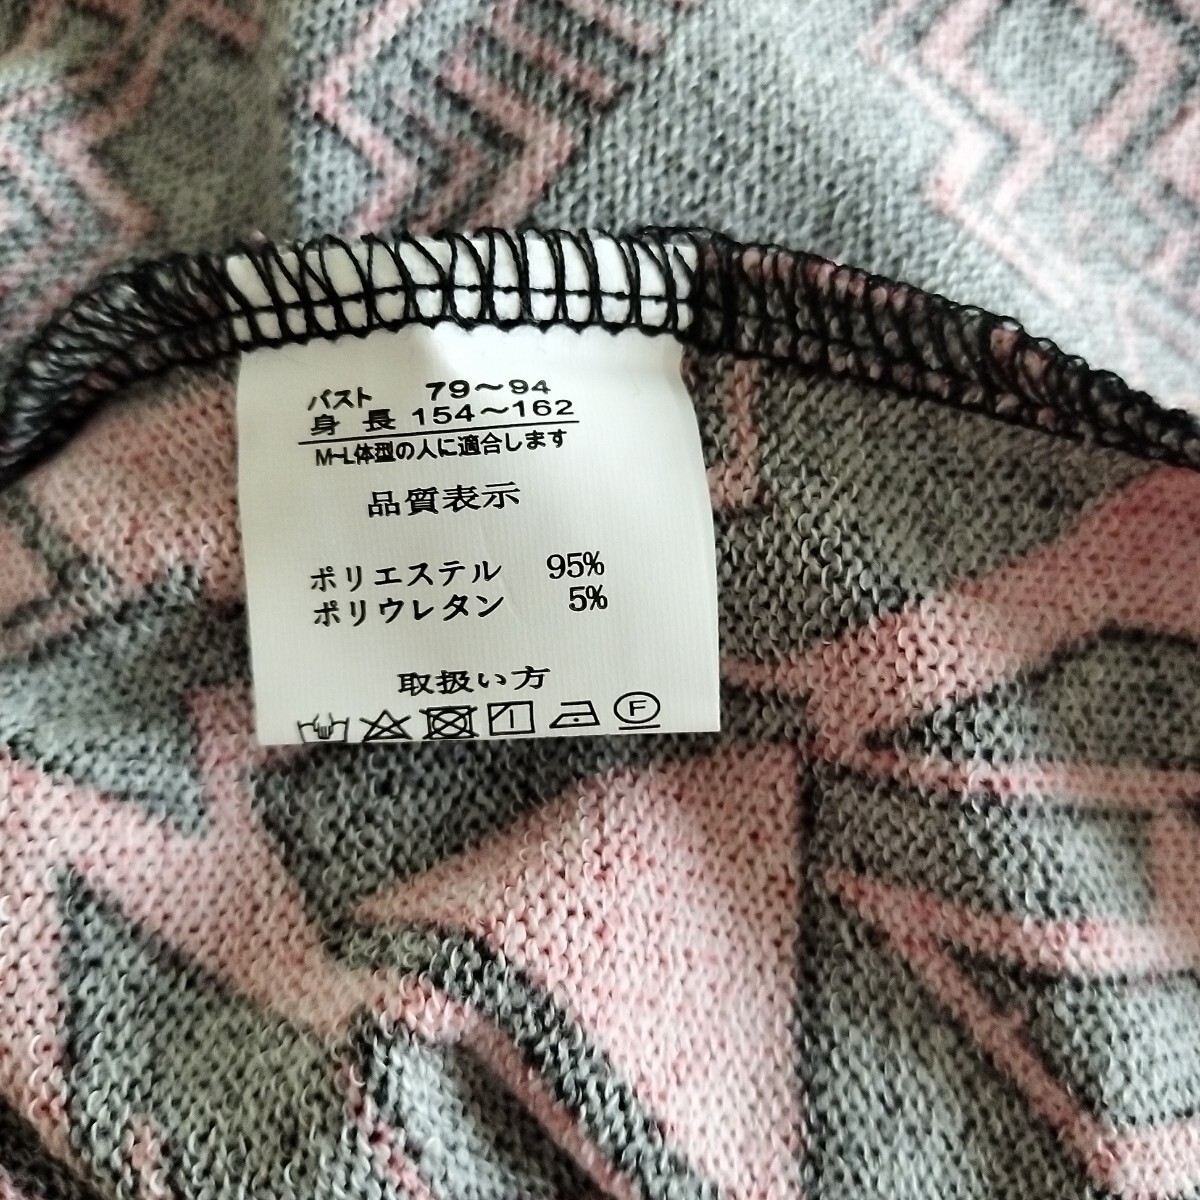 バスト 79～94
身長 154～162
M~L体型の人に適合します
品質表示
ポリエステル 95%
ポリウレタン 5%
取扱い方
F